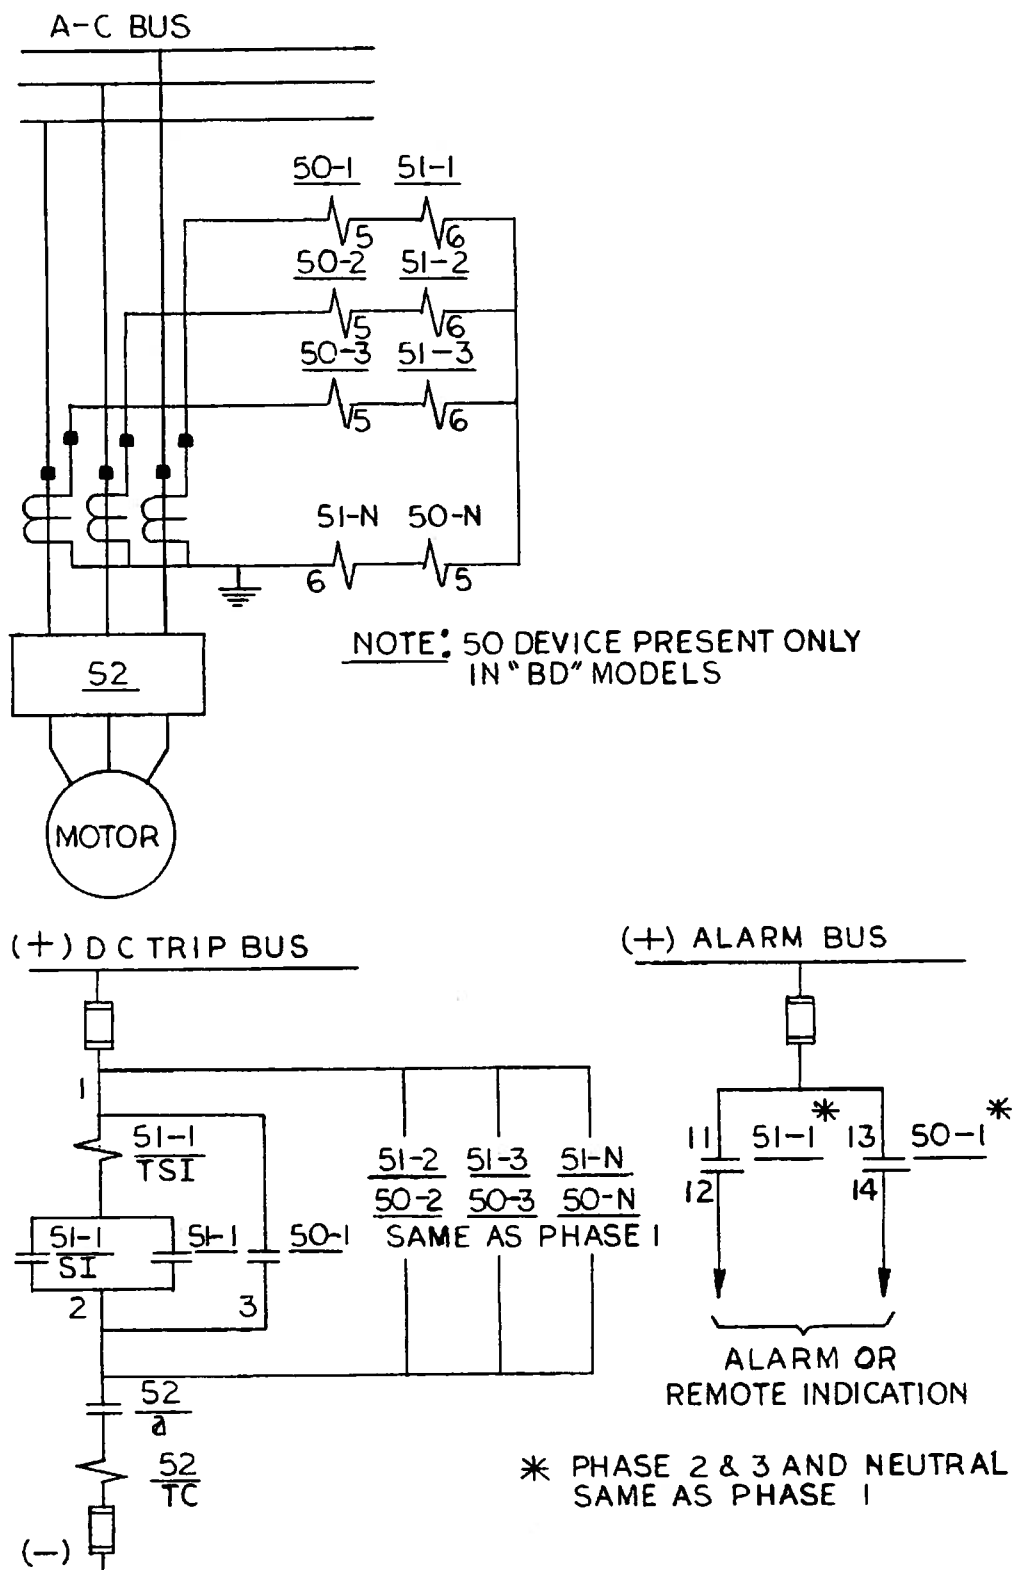 A-C BUS
50-1 51-1
5 6
50-2 51-2
5 6
50-3 51-3
5 6
51-N 50-N
6 5
NOTE: 50 DEVICE PRESENT ONLY
IN "BD" MODELS
52
MOTOR
(+) DC TRIP BUS
1
51-1
TSI
51-1
SI
51-1
50-1
2 3
51-2 51-3 51-N
50-2 50-3 50-N
SAME AS PHASE 1
52
a
52
TC
(-)
(+) ALARM BUS
11 51-1* 13 50-1*
12 14
ALARM OR
REMOTE INDICATION
* PHASE 2 & 3 AND NEUTRAL
SAME AS PHASE 1